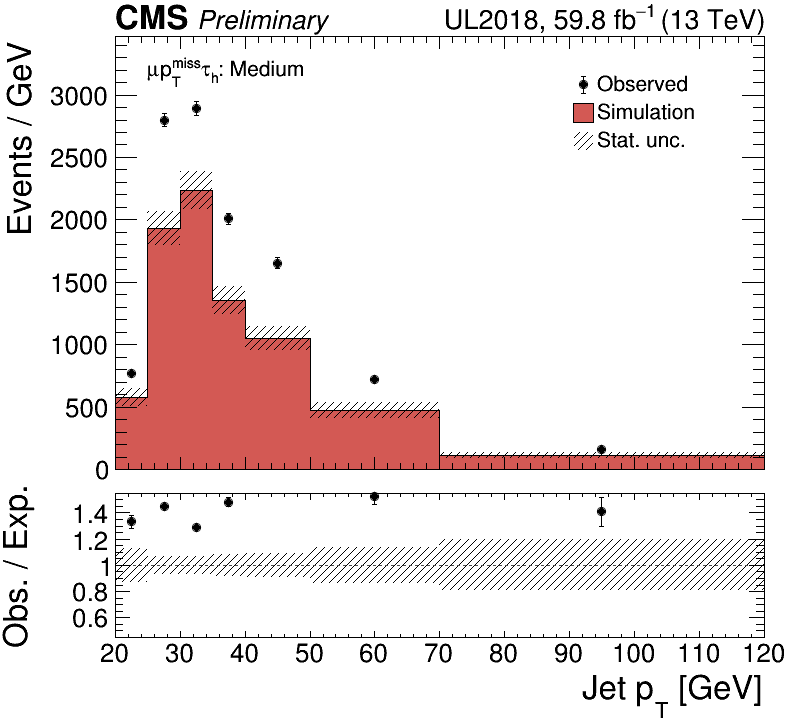 CMS Preliminary UL2018, 59.8 fb⁻¹ (13 TeV)
μp_T^miss τ_h: Medium
Observed
Simulation
Stat. unc.
Events / GeV
3000
2500
2000
1500
1000
500
0
Obs. / Exp.
1.4
1.2
1
0.8
0.6
20 30 40 50 60 70 80 90 100 110 120
Jet p_T [GeV]